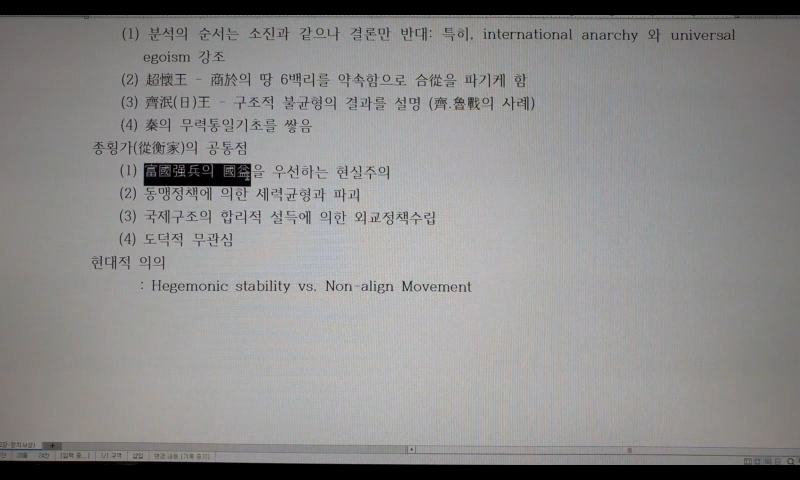 (1) 분석의 순서는 소진과 같으나 결론만 반대: 특히, international anarchy 와 universal
egoism 강조
(2) 超懷王 - 商於의 땅 6백리를 약속함으로 合從을 파기케 함
(3) 齊泯(日)王 - 구조적 불균형의 결과를 설명 (齊.魯戰의 사례)
(4) 秦의 무력통일기초를 쌓음
종횡가(從衡家)의 공통점
(1) 富國强兵의 國益을 우선하는 현실주의
(2) 동맹정책에 의한 세력균형과 파괴
(3) 국제구조의 합리적 설득에 의한 외교정책수립
(4) 도덕적 무관심
현대적 의의
: Hegemonic stability vs. Non-align Movement
1/1 구역 삽입